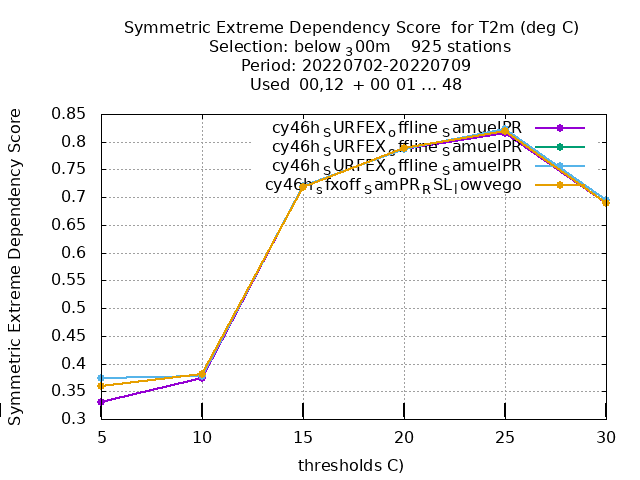 Symmetric Extreme Dependency Score  for T2m (deg C)
Selection: below ₃00m    925 stations
Period: 20220702-20220709
Used  00,12  + 00 01 ... 48
Symmetric Extreme Dependency Score
0.85
0.8
0.75
0.7
0.65
0.6
0.55
0.5
0.45
0.4
0.35
0.3
cy46h_SURFEX_offline_SamuelPR
cy46h_SURFEX_offline_SamuelPR
cy46h_SURFEX_offline_SamuelPR
cy46h_sfxoff_SamPR_RSL_lowvego
5 10 15 20 25 30
thresholds C)